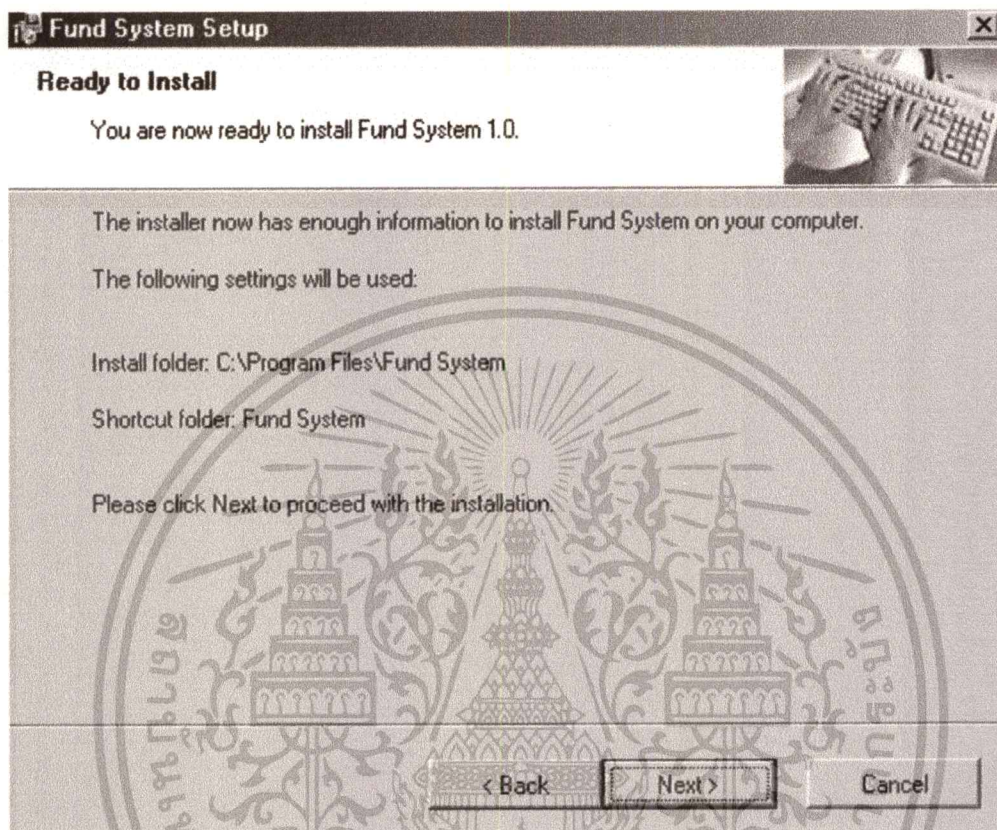 Fund System Setup
Ready to Install
You are now ready to install Fund System 1.0.
The installer now has enough information to install Fund System on your computer.
The following settings will be used:
Install folder: C:\Program Files\Fund System
Shortcut folder: Fund System
Please click Next to proceed with the installation.
< Back
Next >
Cancel